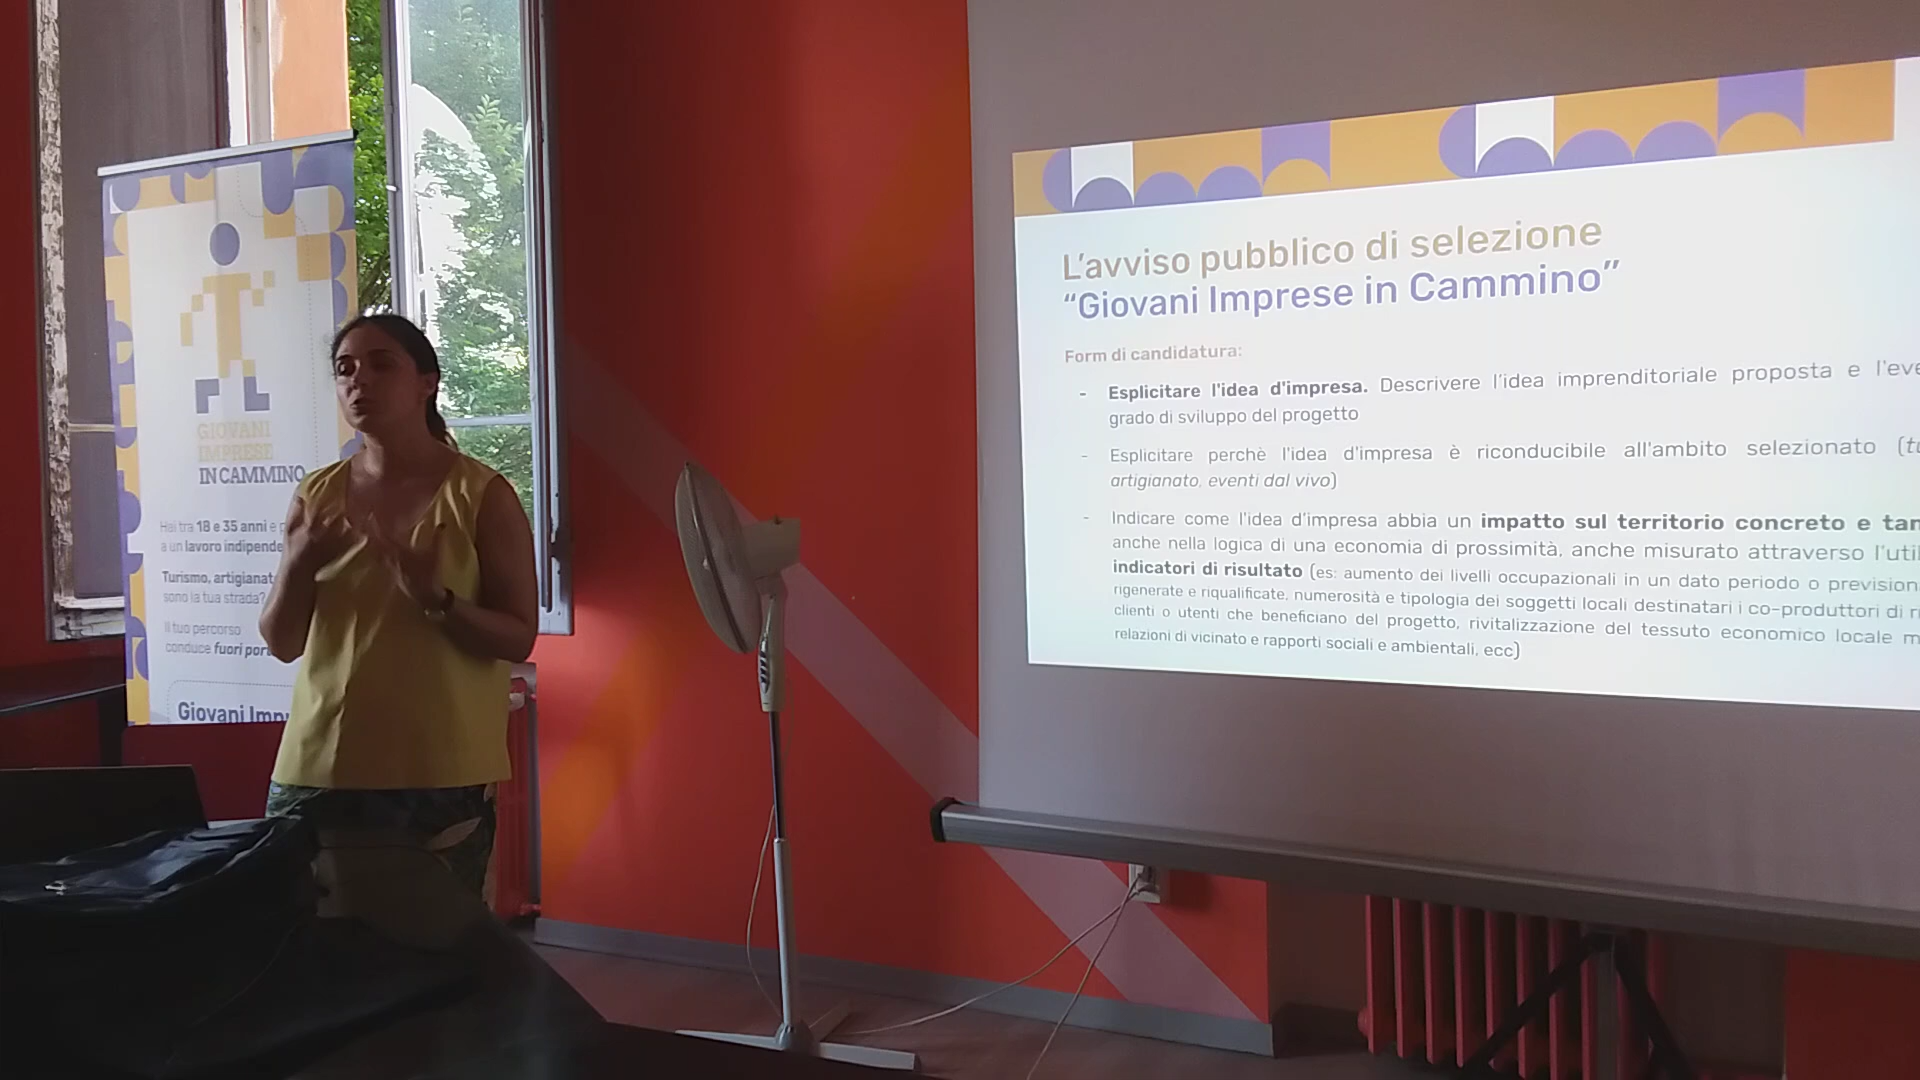 GIOVANI
IMPRESE
IN CAMMINO
Hai tra 18 e 35 anni e
a un lavoro indipende
Turismo, artigianat
sono la tua strada?
Il tuo percorso
conduce fuori por
Giovani Imp
L'avviso pubblico di selezione
“Giovani Imprese in Cammino”
Form di candidatura:
- Esplicitare l'idea d'impresa. Descrivere l'idea imprenditoriale proposta e l'eve
grado di sviluppo del progetto
- Esplicitare perchè l'idea d'impresa è riconducibile all'ambito selezionato (tu
artigianato, eventi dal vivo)
- Indicare come l'idea d'impresa abbia un impatto sul territorio concreto e tan
anche nella logica di una economia di prossimità, anche misurato attraverso l'util
indicatori di risultato (es: aumento dei livelli occupazionali in un dato periodo o prevision
rigenerate e riqualificate, numerosità e tipologia dei soggetti locali destinatari i co-produttori di r
clienti o utenti che beneficiano del progetto, rivitalizzazione del tessuto economico locale m
relazioni di vicinato e rapporti sociali e ambientali, ecc)